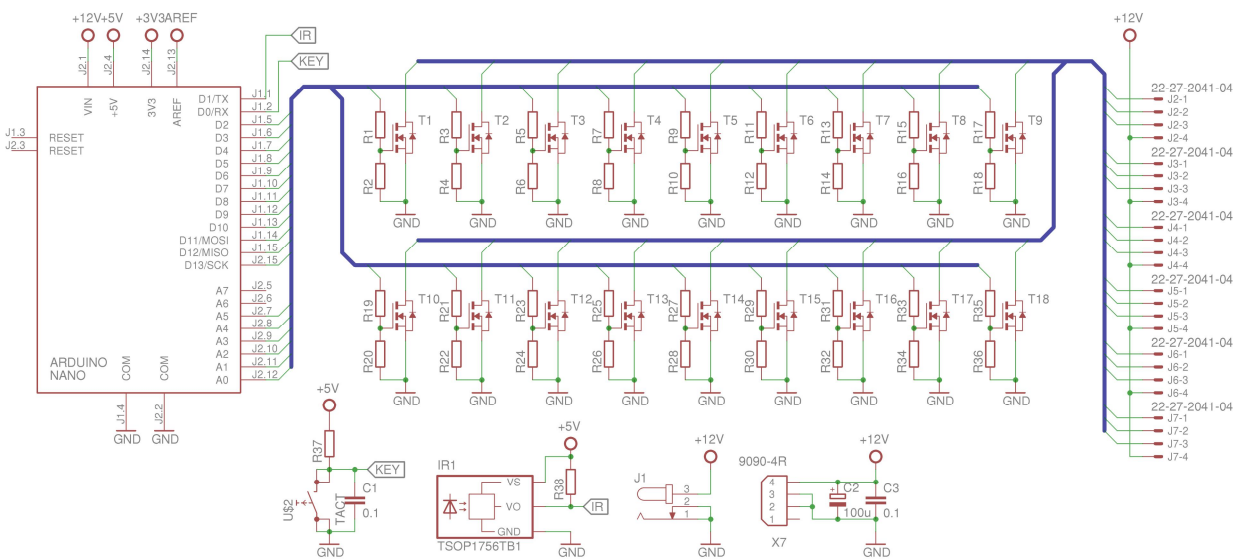 +12V +5V +3V3 AREF
J2.1 J2.4 J2.14 J2.13
VIN +5V 3V3 AREF
J1.3 RESET
J2.3 RESET
D1/TX J1.1
D0/RX J1.2
D2 J1.5
D3 J1.6
D4 J1.7
D5 J1.8
D6 J1.9
D7 J1.10
D8 J1.11
D9 J1.12
D10 J1.13
D11/MOSI J1.14
D12/MISO J1.15
D13/SCK J2.15
A7 J2.5
A6 J2.6
A5 J2.7
A4 J2.8
A3 J2.9
A2 J2.10
A1 J2.11
A0 J2.12
ARDUINO
NANO
COM COM
J1.4 J2.2
GND GND
IR
KEY
R1 T1 R3 T2 R5 T3 R7 T4 R9 T5 R11 T6 R13 T7 R15 T8 R17 T9
R2 R4 R6 R8 R10 R12 R14 R16 R18
GND GND GND GND GND GND GND GND GND
R19 T10 R21 T11 R23 T12 R25 T13 R27 T14 R29 T15 R31 T16 R33 T17 R35 T18
R20 R22 R24 R26 R28 R30 R32 R34 R36
GND GND GND GND GND GND GND GND GND
+12V
22-27-2041-04
J2-1
J2-2
J2-3
J2-4
22-27-2041-04
J3-1
J3-2
J3-3
J3-4
22-27-2041-04
J4-1
J4-2
J4-3
J4-4
22-27-2041-04
J5-1
J5-2
J5-3
J5-4
22-27-2041-04
J6-1
J6-2
J6-3
J6-4
22-27-2041-04
J7-1
J7-2
J7-3
J7-4
+5V
R37
KEY
U$2
TACT
C1
0.1
GND
IR1
VS
VO
GND
TSOP1756TB1
+5V
R38
IR
GND
+12V
J1
3
2
1
GND
+12V
9090-4R
4
3
2
1
X7
+
C2
100u
C3
0.1
GND